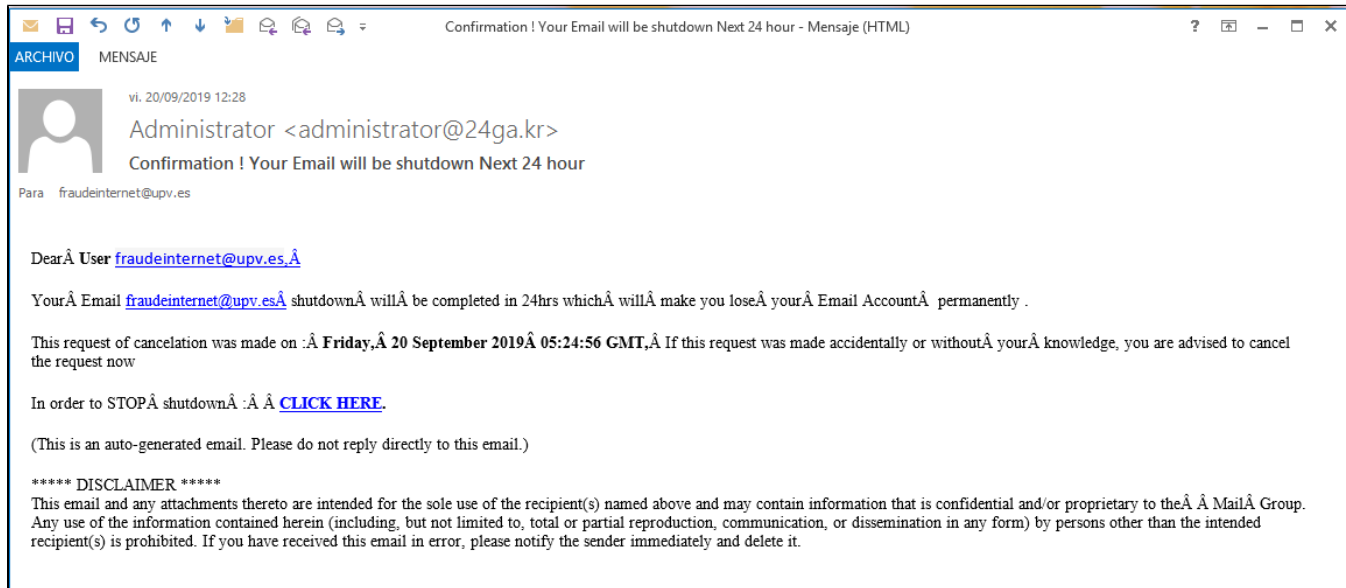 Confirmation ! Your Email will be shutdown Next 24 hour - Mensaje (HTML)
ARCHIVO MENSAJE
vi. 20/09/2019 12:28
Administrator <administrator@24ga.kr>
Confirmation ! Your Email will be shutdown Next 24 hour
Para fraudeinternet@upv.es
DearÂ User fraudeinternet@upv.es,Â
YourÂ Email fraudeinternet@upv.esÂ shutdownÂ willÂ be completed in 24hrs whichÂ willÂ make you loseÂ yourÂ Email AccountÂ permanently .
This request of cancelation was made on :Â Friday,Â 20 September 2019Â 05:24:56 GMT,Â If this request was made accidentally or withoutÂ yourÂ knowledge, you are advised to cancel
the request now
In order to STOPÂ shutdownÂ :Â Â CLICK HERE.
(This is an auto-generated email. Please do not reply directly to this email.)
***** DISCLAIMER *****
This email and any attachments thereto are intended for the sole use of the recipient(s) named above and may contain information that is confidential and/or proprietary to theÂ Â MailÂ Group.
Any use of the information contained herein (including, but not limited to, total or partial reproduction, communication, or dissemination in any form) by persons other than the intended
recipient(s) is prohibited. If you have received this email in error, please notify the sender immediately and delete it.